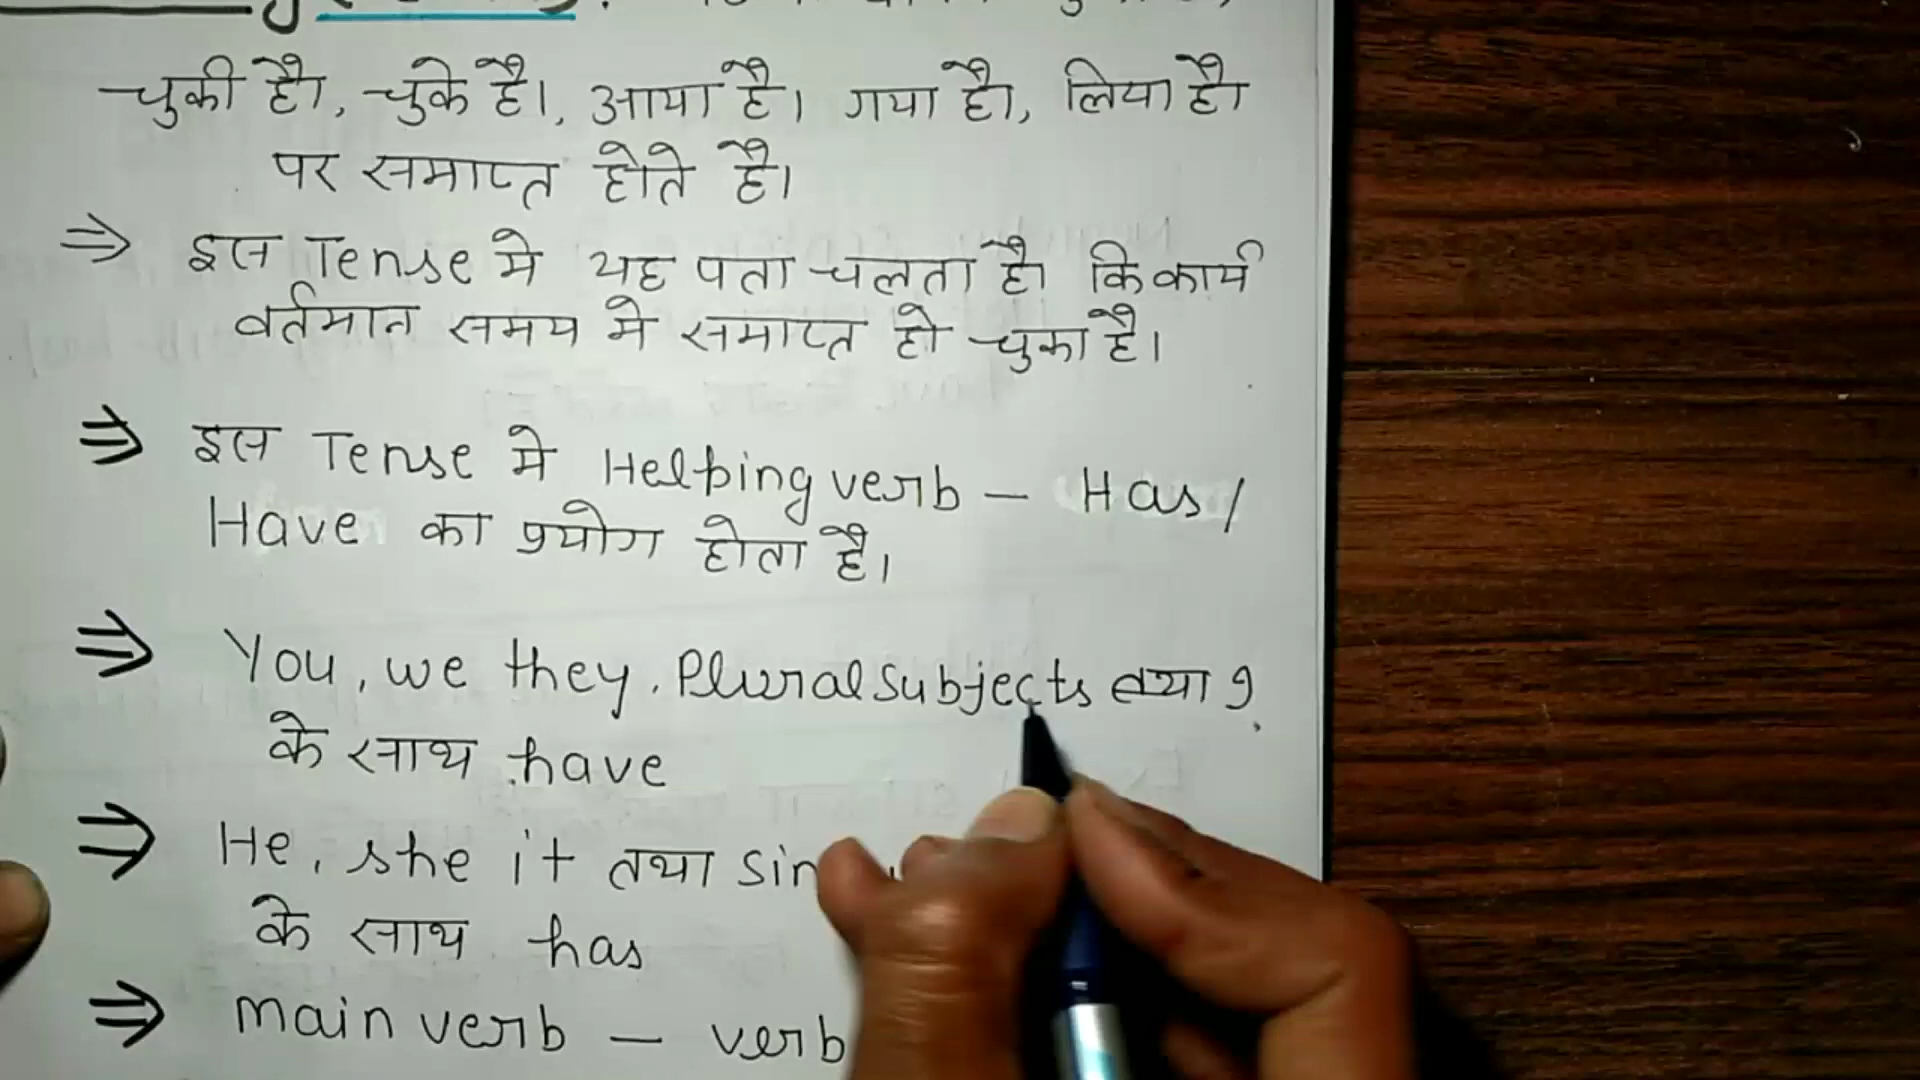 चुकी है।, चुके है।, आया है। गया है।, लिया है।
पर समाप्त होते है।
⇒ इस Tense मे यह पता चलता है। कि कार्य
वर्तमान समय मे समाप्त हो चुका है।
⇒ इस Tense मे Helping verb – Has/
Have का प्रयोग होता है।
⇒ You, we they, Plural subjects तथा I
के साथ have
⇒ He, she it तथा
के साथ has
⇒ main verb – verb